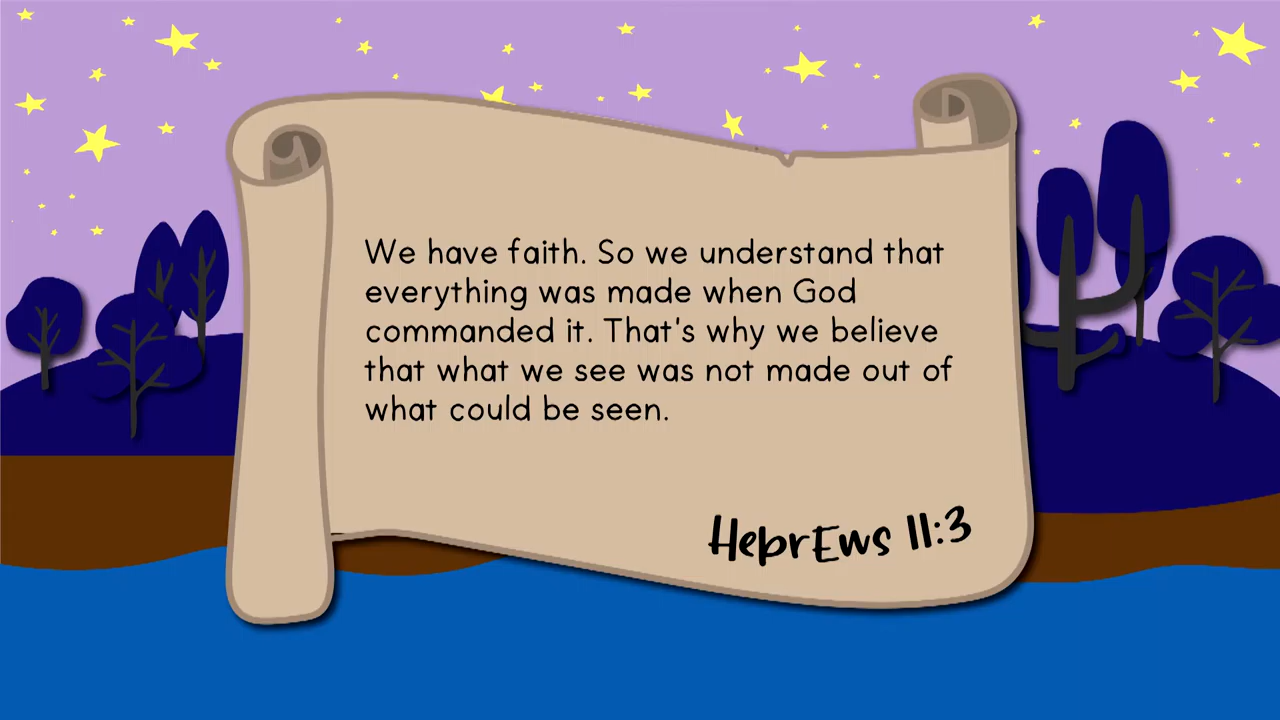 We have faith. So we understand that
everything was made when God
commanded it. That's why we believe
that what we see was not made out of
what could be seen.
HebrEws 11:3